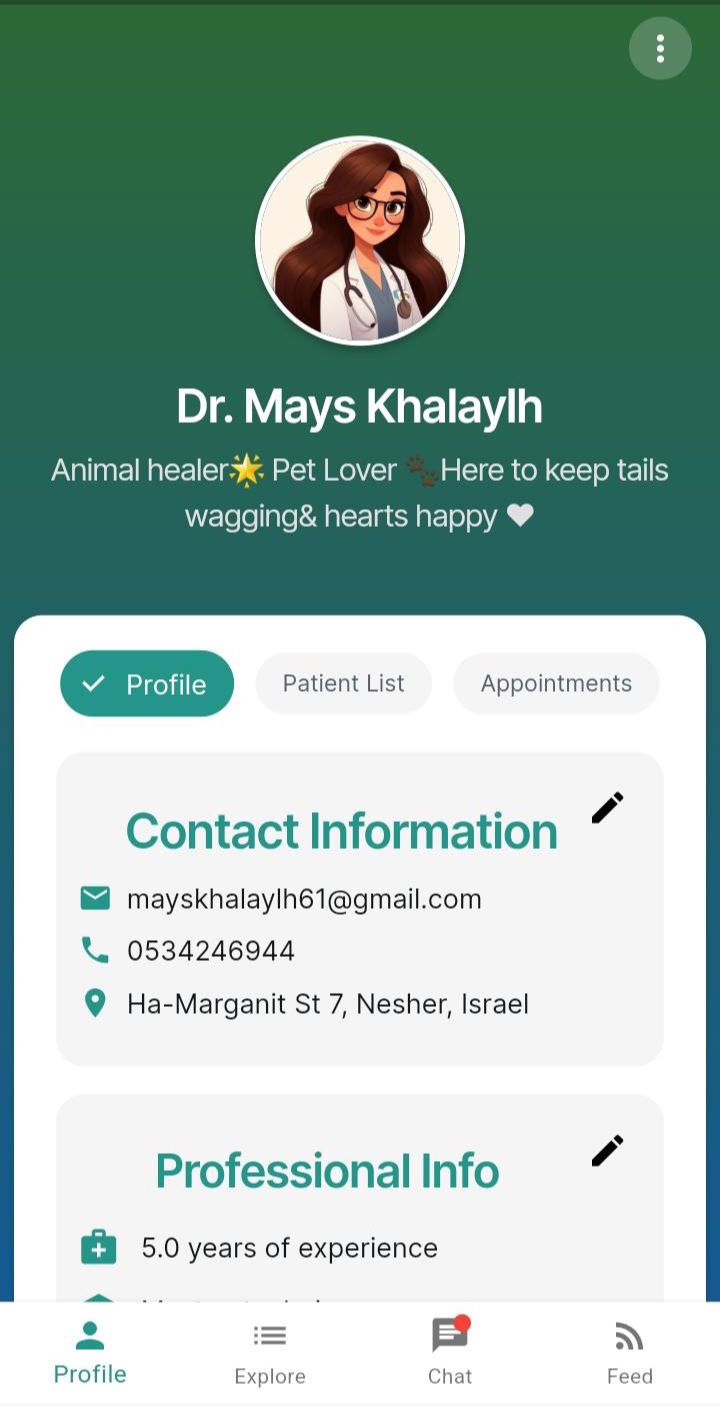 Dr. Mays Khalaylh
Animal healer🌟 Pet Lover 🐾Here to keep tails
wagging& hearts happy ♥
Profile
Patient List
Appointments
Contact Information
mayskhalaylh61@gmail.com
0534246944
Ha-Marganit St 7, Nesher, Israel
Professional Info
5.0 years of experience
Profile
Explore
Chat
Feed